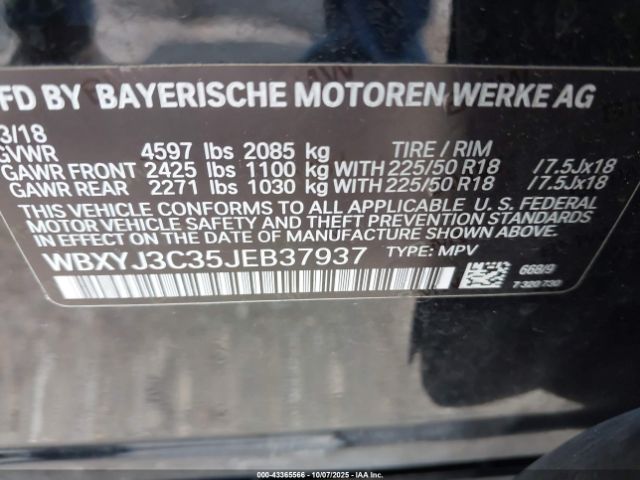 FD BY BAYERISCHE MOTOREN WERKE AG
3/18
GVWR 4597 lbs 2085 kg TIRE / RIM
GAWR FRONT 2425 lbs 1100 kg WITH 225/50 R18 /7.5Jx18
GAWR REAR 2271 lbs 1030 kg WITH 225/50 R18 /7.5Jx18
THIS VEHICLE CONFORMS TO ALL APPLICABLE U. S. FEDERAL
MOTOR VEHICLE SAFETY AND THEFT PREVENTION STANDARDS
IN EFFECT ON THE DATE OF MANUFACTURE SHOWN ABOVE.
WBXYJ3C35JEB37937 TYPE: MPV
668/9
7 320 730
000-43365566 10/07/2025 - IAA Inc.